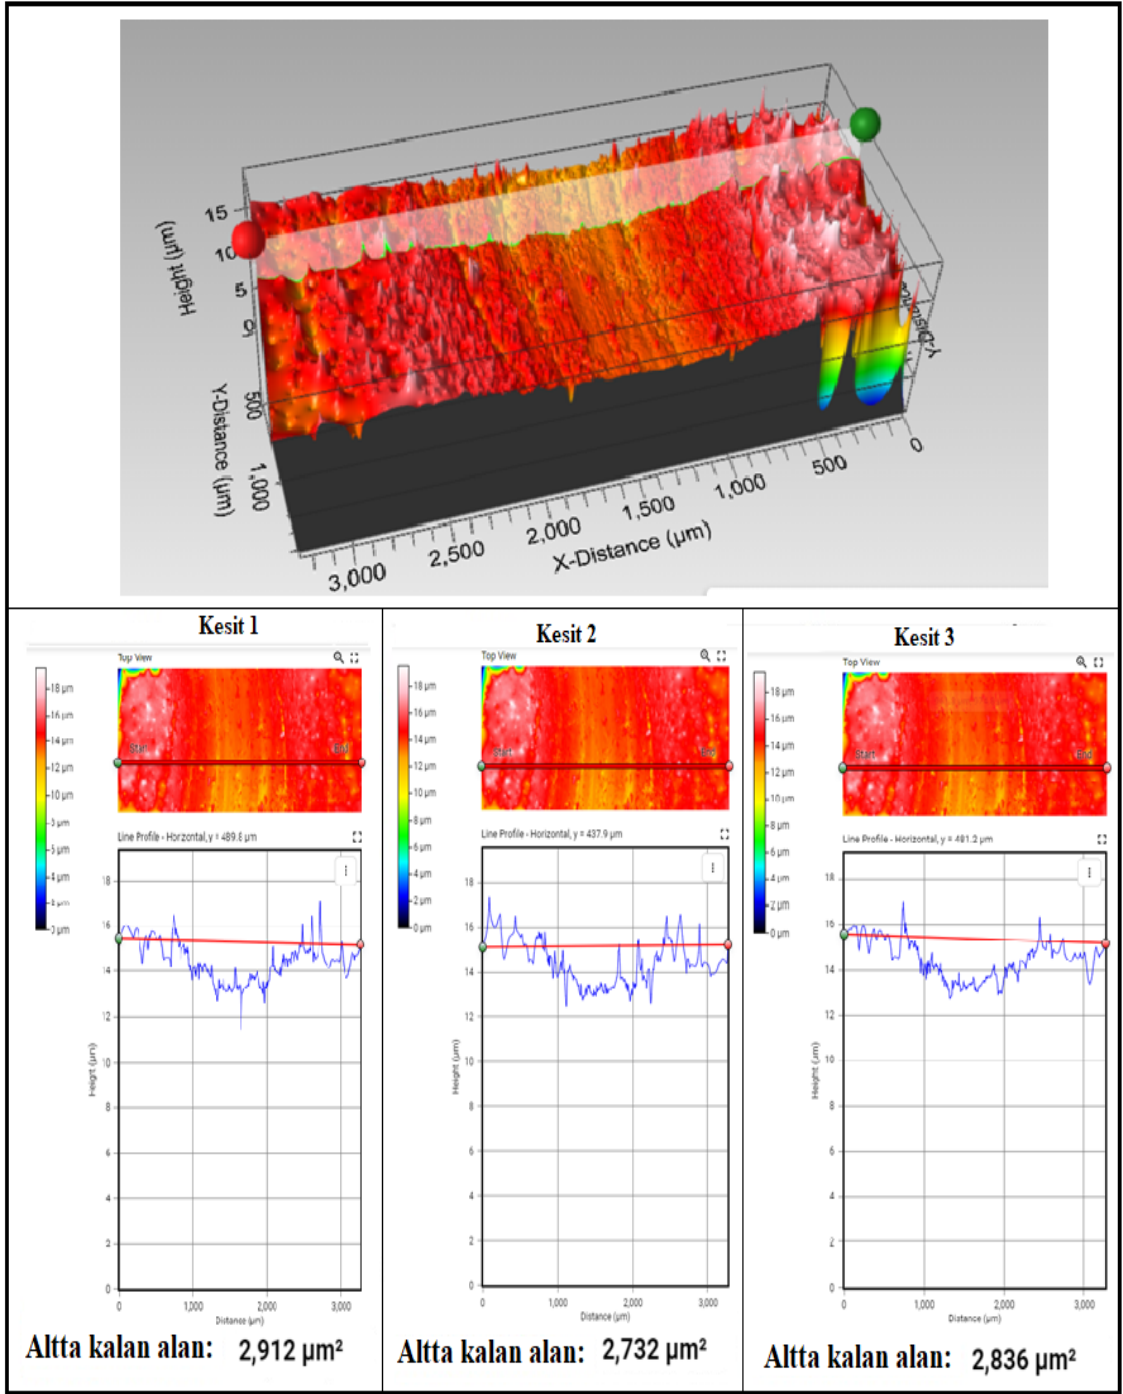 15
10
5
0
Height (µm)
500
1,000
Y-Distance (µm)
3,000
2,500
2,000
1,500
1,000
500
0
X-Distance (µm)
Kesit 1
Top View
18 µm
16 µm
14 µm
12 µm
10 µm
4 µm
Start
End
Line Profile - Horizontal, y = 489.8 µm
18
16
14
12
10
8
6
4
2
0
Height (µm)
0
1,000
2,000
3,000
Distance (µm)
Altta kalan alan: 2,912 µm²
Kesit 2
Top View
18 µm
16 µm
14 µm
12 µm
10 µm
8 µm
6 µm
4 µm
2 µm
0 µm
Start
End
Line Profile - Horizontal, y = 437.9 µm
18
16
14
12
10
8
6
4
2
0
Height (µm)
0
1,000
2,000
3,000
Distance (µm)
Altta kalan alan: 2,732 µm²
Kesit 3
Top View
18 µm
16 µm
14 µm
12 µm
10 µm
8 µm
6 µm
4 µm
2 µm
0 µm
Start
End
Line Profile - Horizontal, y = 481.2 µm
18
16
14
12
10
8
6
4
2
0
Height (µm)
0
1,000
2,000
3,000
Distance (µm)
Altta kalan alan: 2,836 µm²